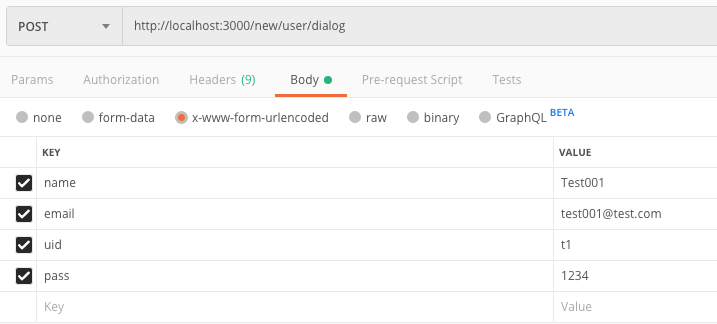 POST http://localhost:3000/new/user/dialog
Params Authorization Headers (9) Body Pre-request Script Tests
none form-data x-www-form-urlencoded raw binary GraphQL BETA
KEY VALUE
name Test001
email test001@test.com
uid t1
pass 1234
Key Value